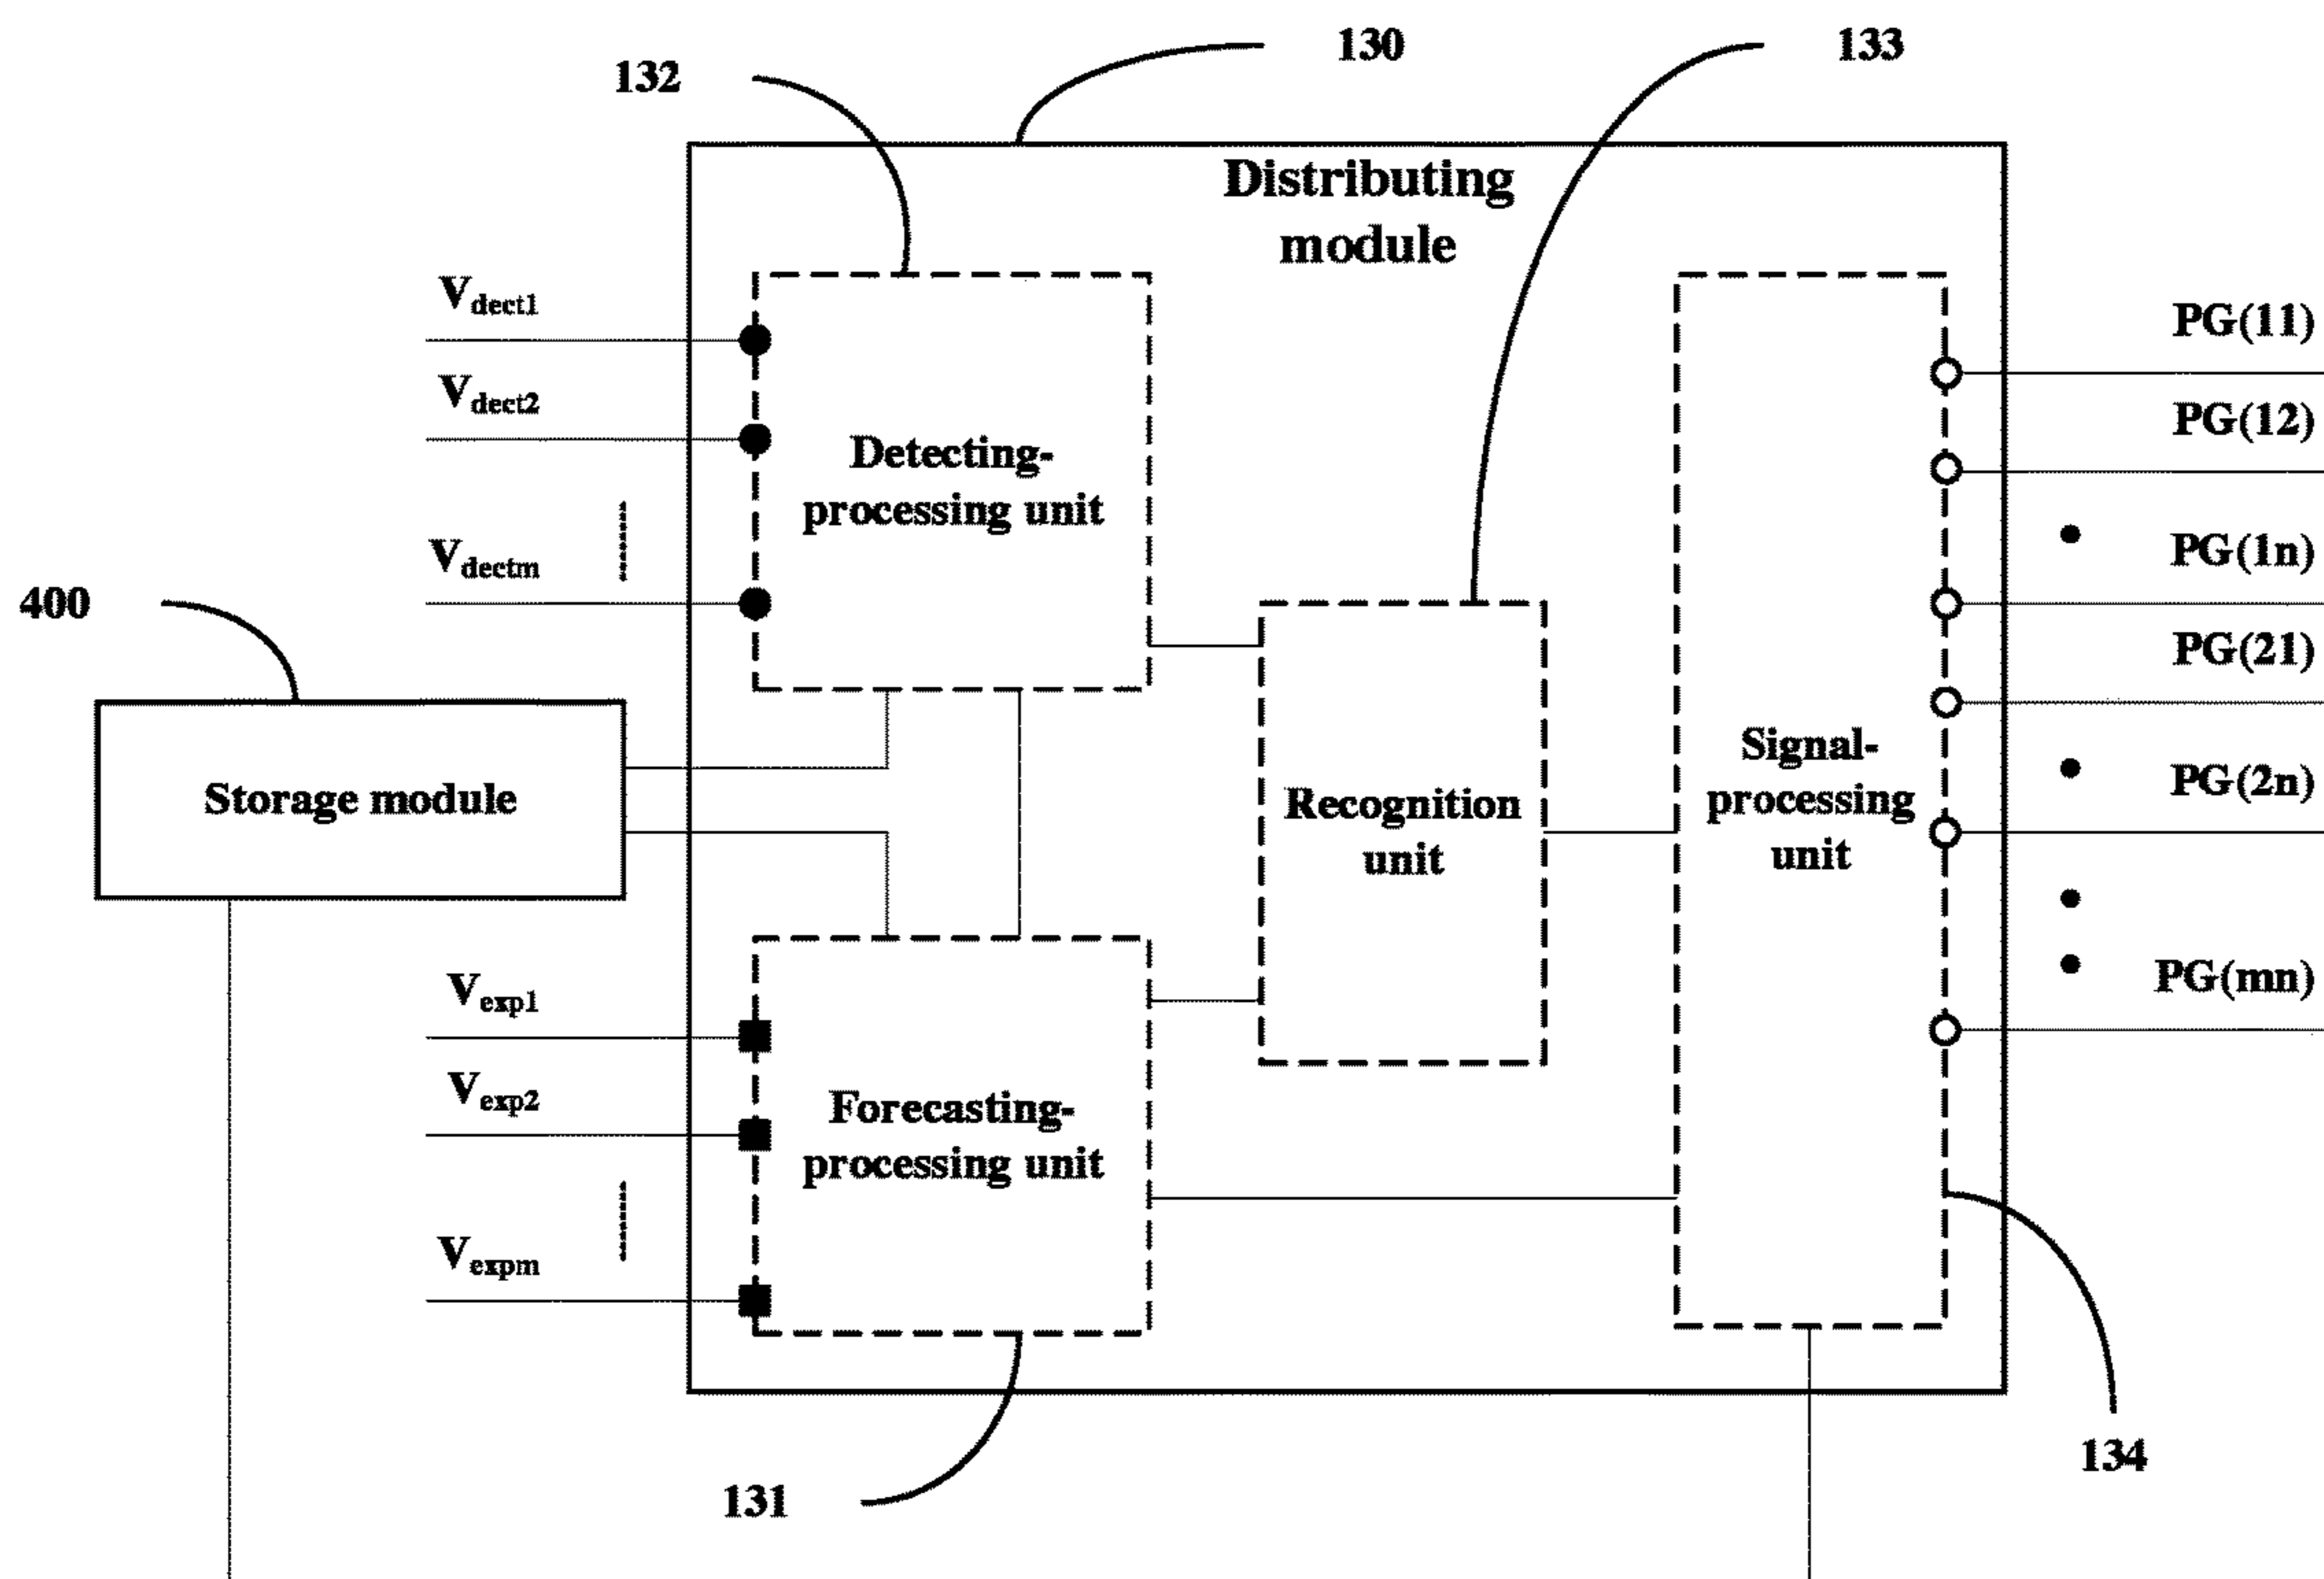 130
133
132
Distributing
module
Vdect1
PG(11)
Vdect2
PG(12)
Detecting-
processing unit
Vdectm
PG(1n)
400
PG(21)
Storage module
Recognition
unit
Signal-
processing
unit
PG(2n)
Vexp1
PG(mn)
Vexp2
Forecasting-
processing unit
Vexpm
134
131